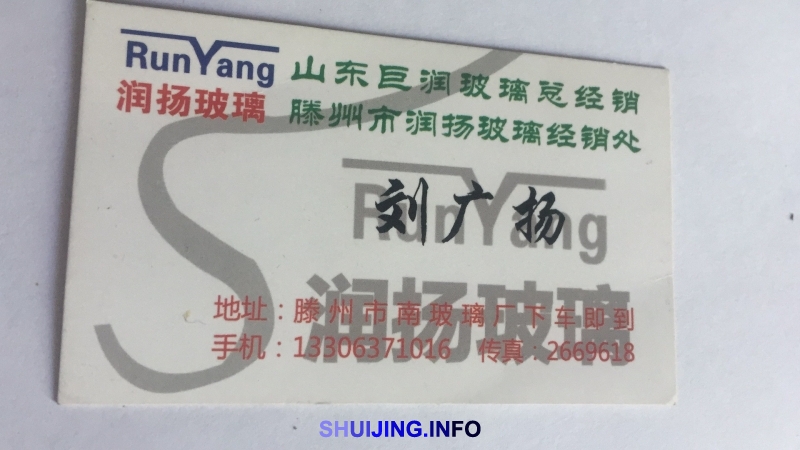 RunYang
润扬玻璃
山东巨润玻璃总经销
滕州市润扬玻璃经销处
RunYang
刘广扬
润扬玻璃
地址：滕州市南玻璃厂下车即到
手机：13306371016 传真：2669618
SHUIJING.INFO